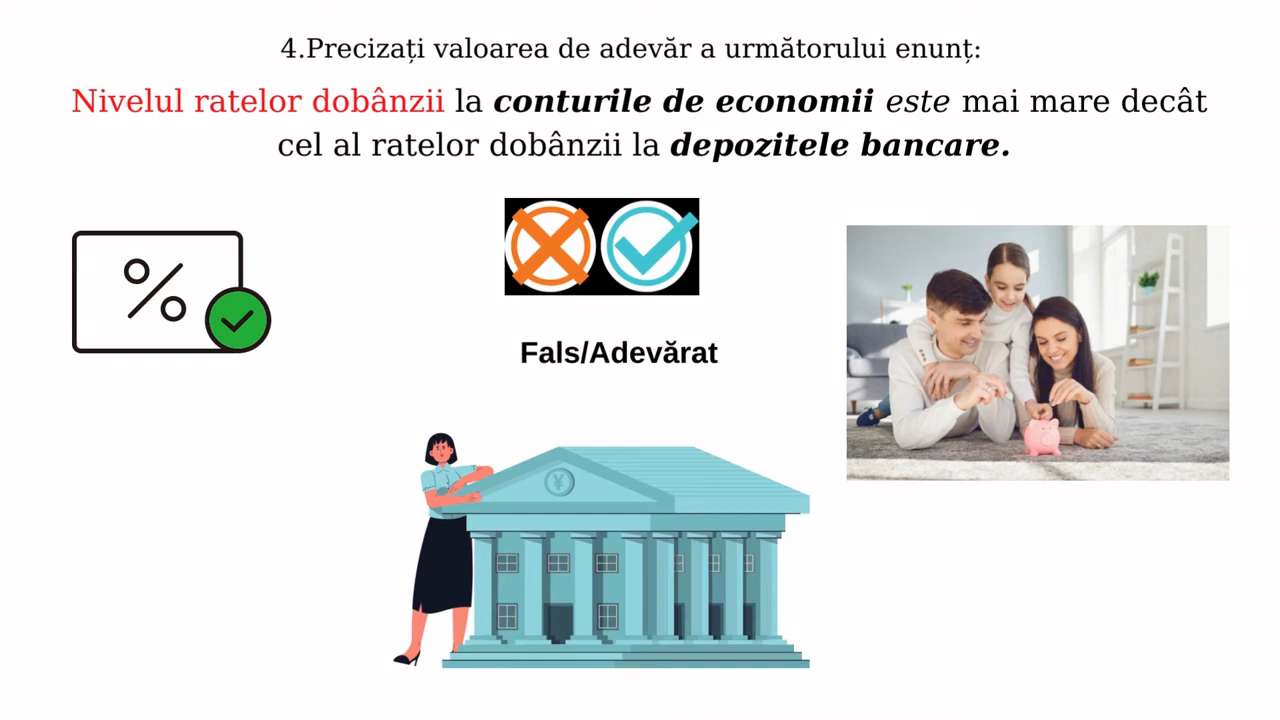 4.Precizați valoarea de adevăr a următorului enunț:
Nivelul ratelor dobânzii la conturile de economii este mai mare decât
cel al ratelor dobânzii la depozitele bancare.
%
Fals/Adevărat
¥